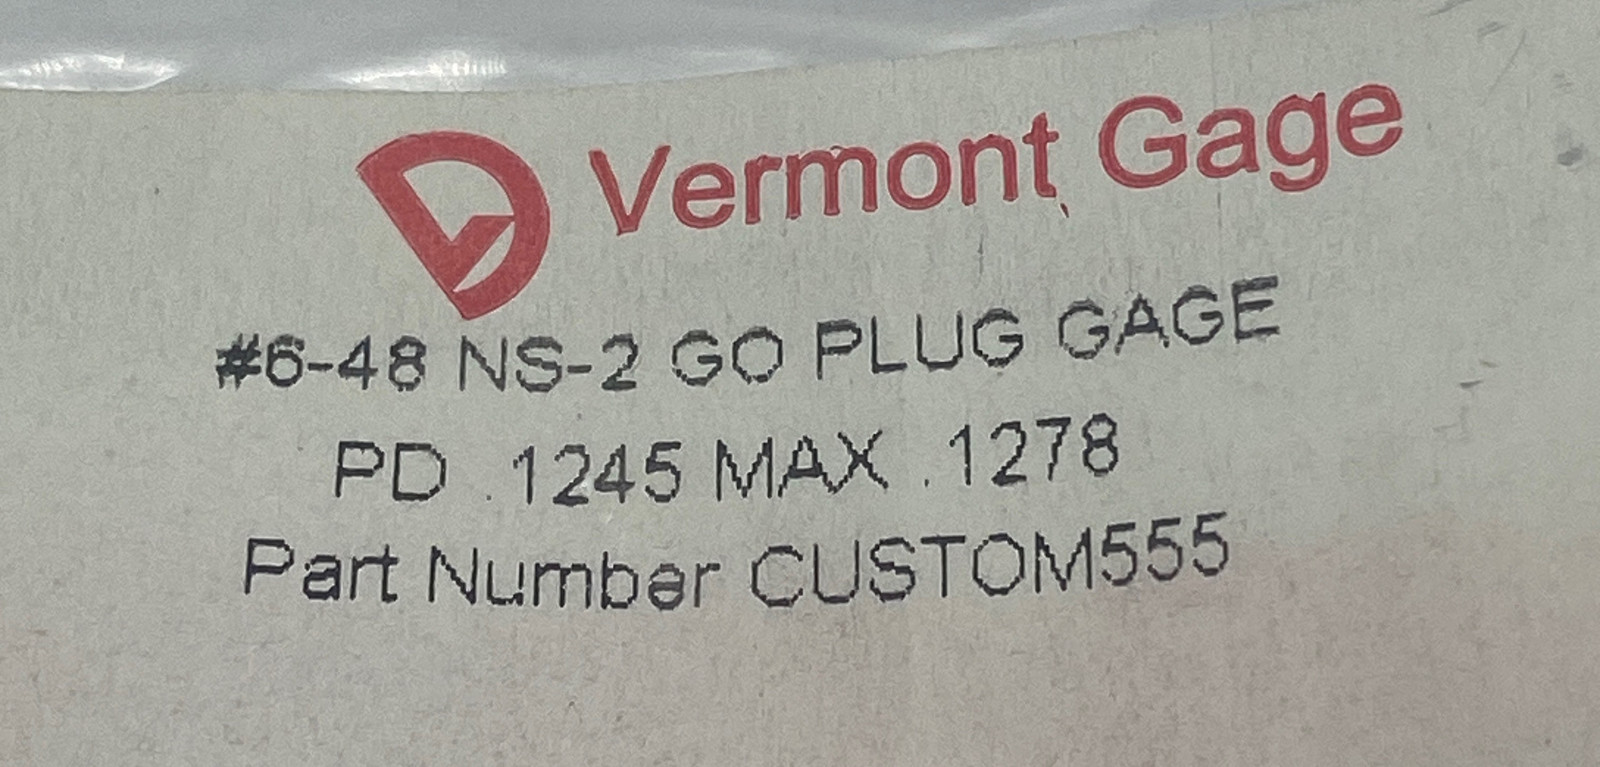 Vermont Gage
#6-48 NS-2 GO PLUG GAGE
PD .1245 MAX .1278
Part Number CUSTOM555